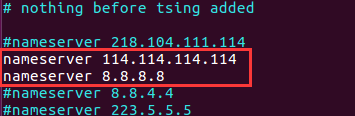 # nothing before tsing added
#nameserver 218.104.111.114
nameserver 114.114.114.114
nameserver 8.8.8.8
#nameserver 8.8.4.4
#nameserver 223.5.5.5